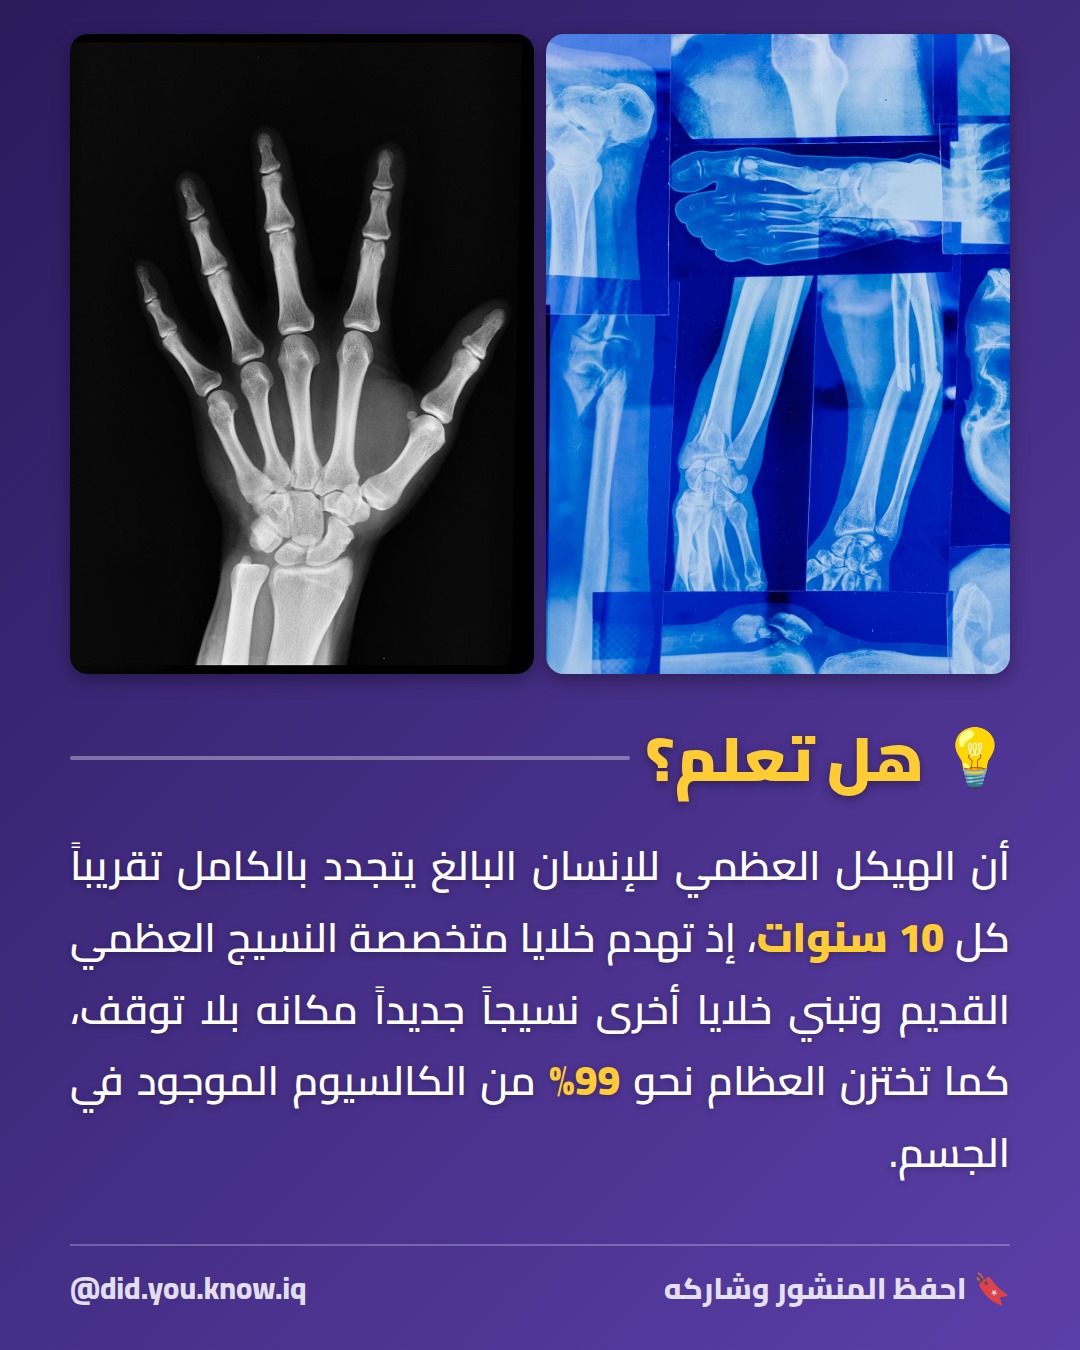 💡 هل تعلم؟
أن الهيكل العظمي للإنسان البالغ يتجدد بالكامل تقريباً
كل 10 سنوات، إذ تهدم خلايا متخصصة النسيج العظمي
القديم وتبني خلايا أخرى نسيجاً جديداً مكانه بلا توقف،
كما تختزن العظام نحو 99% من الكالسيوم الموجود في
الجسم.
🔖 احفظ المنشور وشاركه
@did.you.know.iq